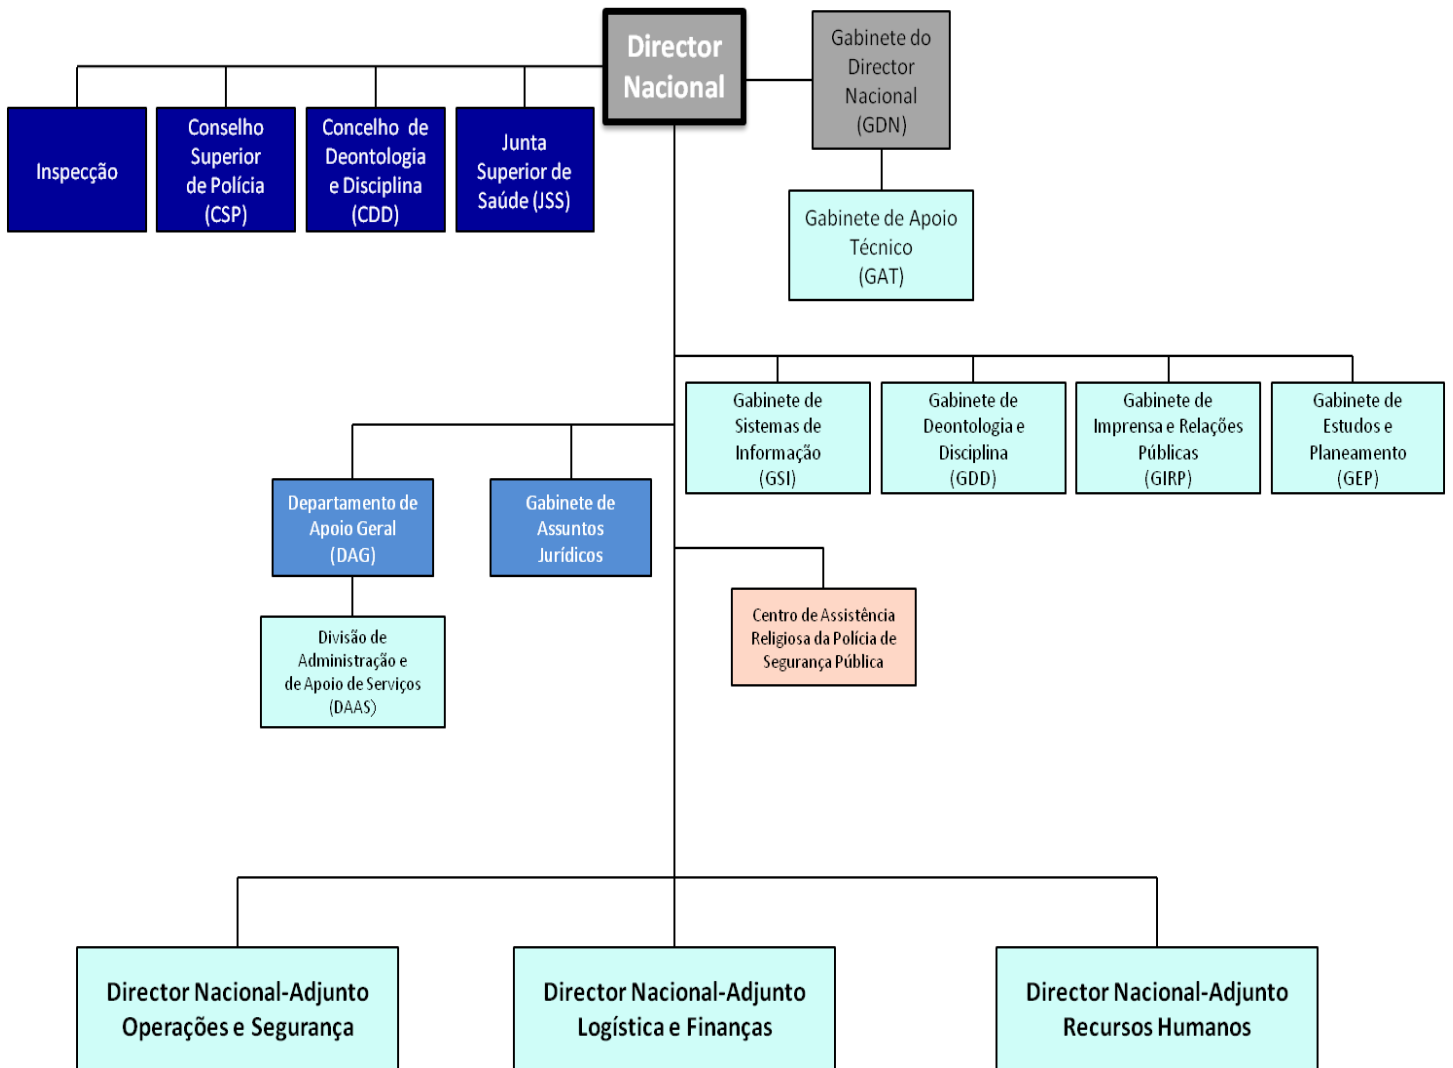 Director
Nacional
Gabinete do
Director
Nacional
(GDN)
Inspecção
Conselho
Superior
de Polícia
(CSP)
Concelho de
Deontologia
e Disciplina
(CDD)
Junta
Superior de
Saúde (JSS)
Gabinete de Apoio
Técnico
(GAT)
Gabinete de
Sistemas de
Informação
(GSI)
Gabinete de
Deontologia e
Disciplina
(GDD)
Gabinete de
Imprensa e Relações
Públicas
(GIRP)
Gabinete de
Estudos e
Planeamento
(GEP)
Departamento de
Apoio Geral
(DAG)
Gabinete de
Assuntos
Jurídicos
Divisão de
Administração e
de Apoio de Serviços
(DAAS)
Centro de Assistência
Religiosa da Polícia de
Segurança Pública
Director Nacional-Adjunto
Operações e Segurança
Director Nacional-Adjunto
Logística e Finanças
Director Nacional-Adjunto
Recursos Humanos